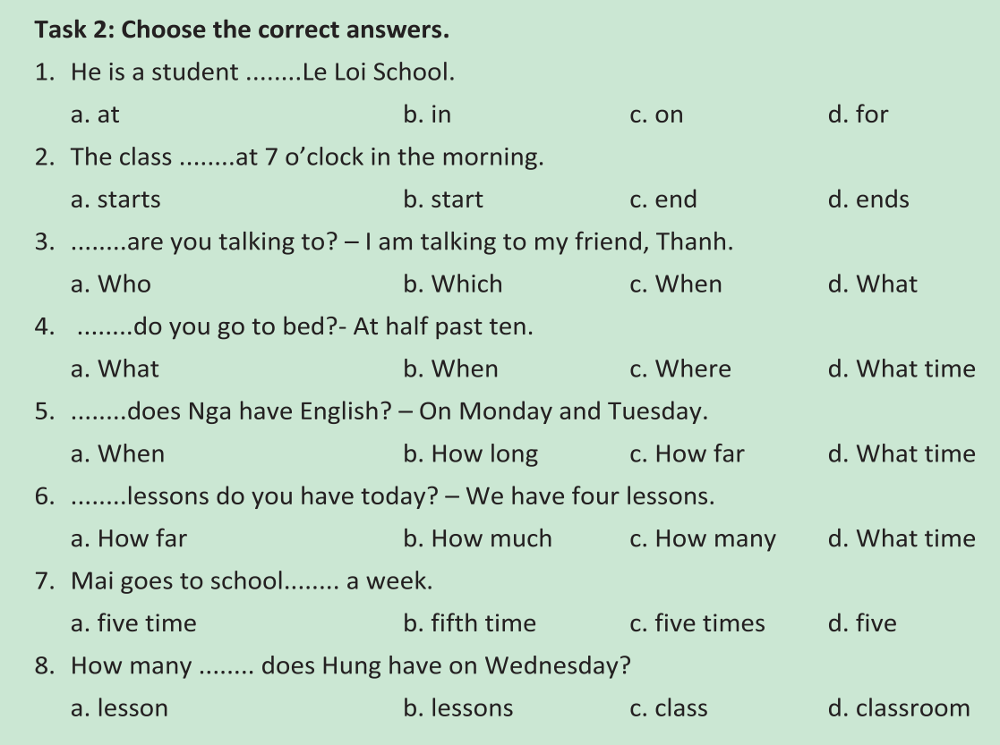 Task 2: Choose the correct answers.
1. He is a student ........Le Loi School.
a. at b. in c. on d. for
2. The class ........at 7 o’clock in the morning.
a. starts b. start c. end d. ends
3. ........are you talking to? – I am talking to my friend, Thanh.
a. Who b. Which c. When d. What
4. ........do you go to bed?- At half past ten.
a. What b. When c. Where d. What time
5. ........does Nga have English? – On Monday and Tuesday.
a. When b. How long c. How far d. What time
6. ........lessons do you have today? – We have four lessons.
a. How far b. How much c. How many d. What time
7. Mai goes to school........ a week.
a. five time b. fifth time c. five times d. five
8. How many ........ does Hung have on Wednesday?
a. lesson b. lessons c. class d. classroom